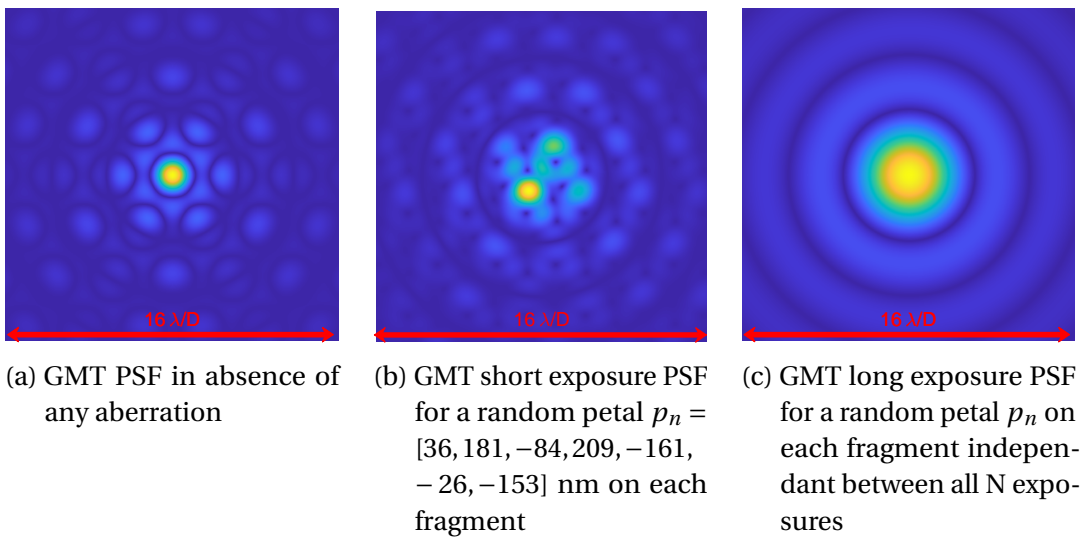 16 λ/D
16 λ/D
16 λ/D
(a) GMT PSF in absence of
any aberration
(b) GMT short exposure PSF
for a random petal pn =
[36,181,−84,209,−161,
−26,−153] nm on each
fragment
(c) GMT long exposure PSF
for a random petal pn on
each fragment indepen-
dant between all N expo-
sures